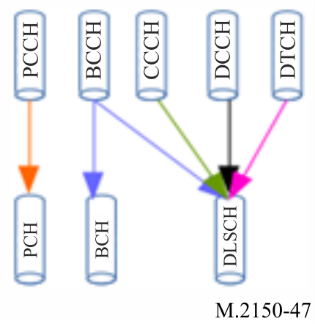 PCCH
BCCH
CCCH
DCCH
DTCH
PCH
BCH
DLSCH
M.2150-47